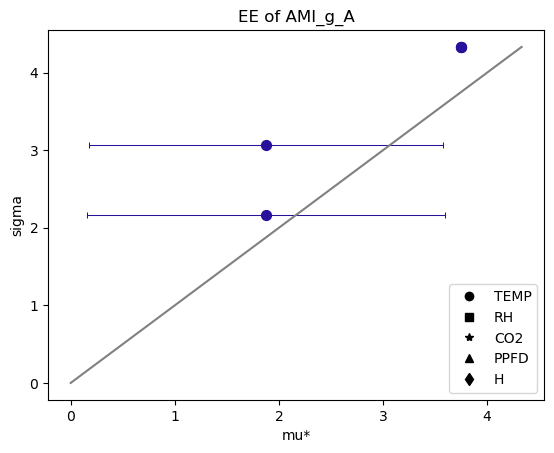 EE of AMI_g_A
4
3
2
1
0
sigma
TEMP
RH
CO2
PPFD
H
0 1 2 3 4
mu*